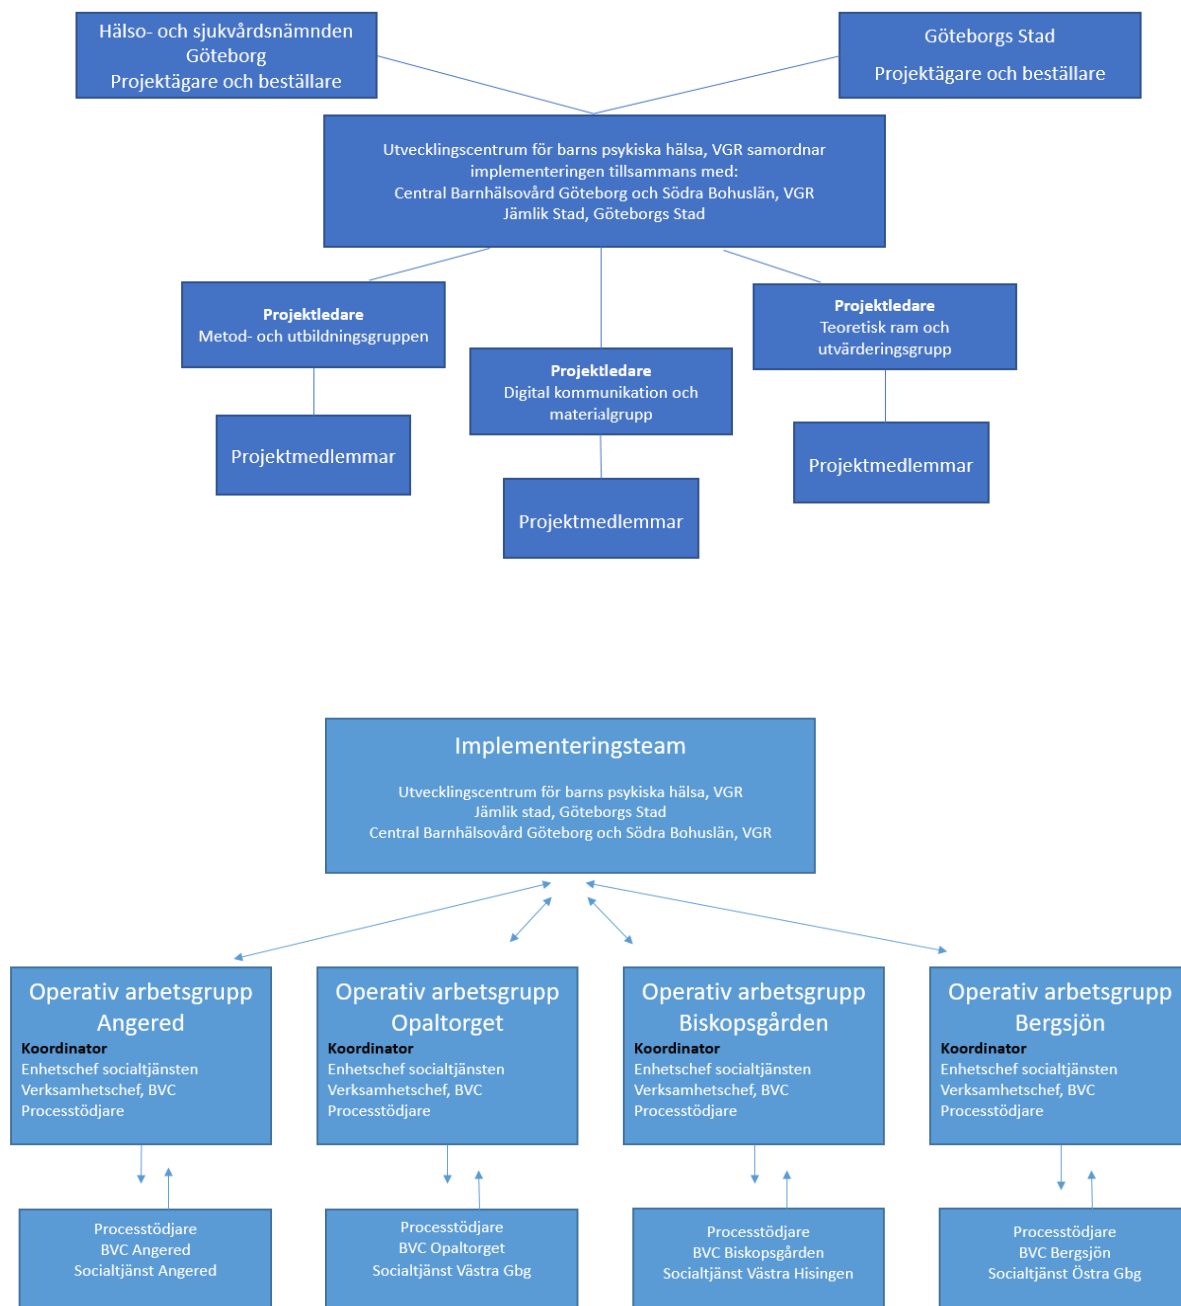 Hälso- och sjukvårdsnämnden
Göteborg
Projektägare och beställare
Göteborgs Stad
Projektägare och beställare
Utvecklingscentrum för barns psykiska hälsa, VGR samordnar
implementeringen tillsammans med:
Central Barnhälsovård Göteborg och Södra Bohuslän, VGR
Jämlik Stad, Göteborgs Stad
Projektledare
Metod- och utbildningsgruppen
Projektledare
Digital kommunikation och
materialgrupp
Projektledare
Teoretisk ram och
utvärderingsgrupp
Projektmedlemmar
Projektmedlemmar
Projektmedlemmar
Implementeringsteam
Utvecklingscentrum för barns psykiska hälsa, VGR
Jämlik stad, Göteborgs Stad
Central Barnhälsovård Göteborg och Södra Bohuslän, VGR
Operativ arbetsgrupp
Angered
Koordinator
Enhetschef socialtjänsten
Verksamhetschef, BVC
Processtödjare
Operativ arbetsgrupp
Opaltorget
Koordinator
Enhetschef socialtjänsten
Verksamhetschef, BVC
Processtödjare
Operativ arbetsgrupp
Biskopsgården
Koordinator
Enhetschef socialtjänsten
Verksamhetschef, BVC
Processtödjare
Operativ arbetsgrupp
Bergsjön
Koordinator
Enhetschef socialtjänsten
Verksamhetschef, BVC
Processtödjare
Processtödjare
BVC Angered
Socialtjänst Angered
Processtödjare
BVC Opaltorget
Socialtjänst Västra Gbg
Processtödjare
BVC Biskopsgården
Socialtjänst Västra Hisingen
Processtödjare
BVC Bergsjön
Socialtjänst Östra Gbg